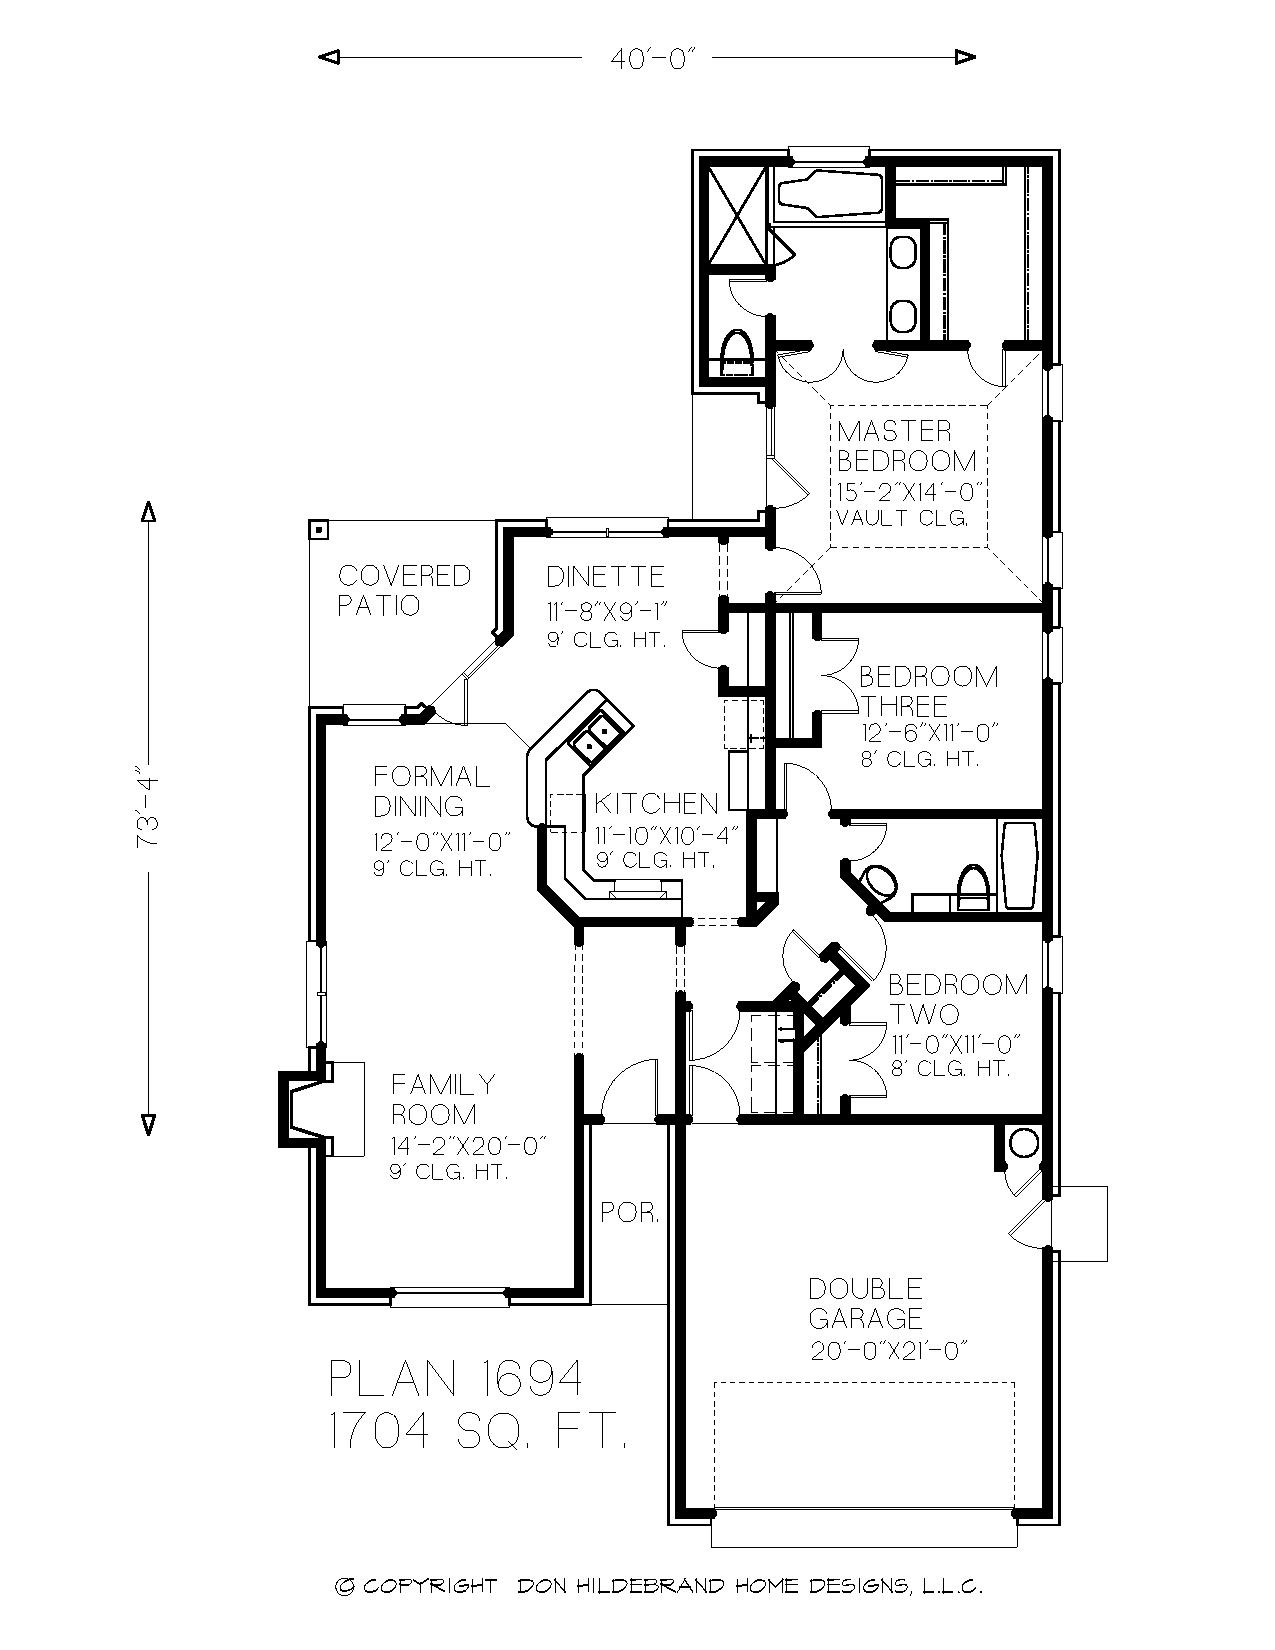 40'-0"
MASTER
BEDROOM
15'-2"X14'-0"
VAULT CLG.
COVERED
PATIO
DINETTE
11'-8"X9'-1"
9' CLG. HT.
BEDROOM
THREE
12'-6"X11'-0"
8' CLG. HT.
73'-4"
FORMAL
DINING
12'-0"X11'-0"
9' CLG. HT.
KITCHEN
11'-10"X10'-4"
9' CLG. HT.
BEDROOM
TWO
11'-0"X11'-0"
8' CLG. HT.
FAMILY
ROOM
14'-2"X20'-0"
9' CLG. HT.
POR.
DOUBLE
GARAGE
20'-0"X21'-0"
PLAN 1694
1704 SQ. FT.
© COPYRIGHT DON HILDEBRAND HOME DESIGNS, L.L.C.